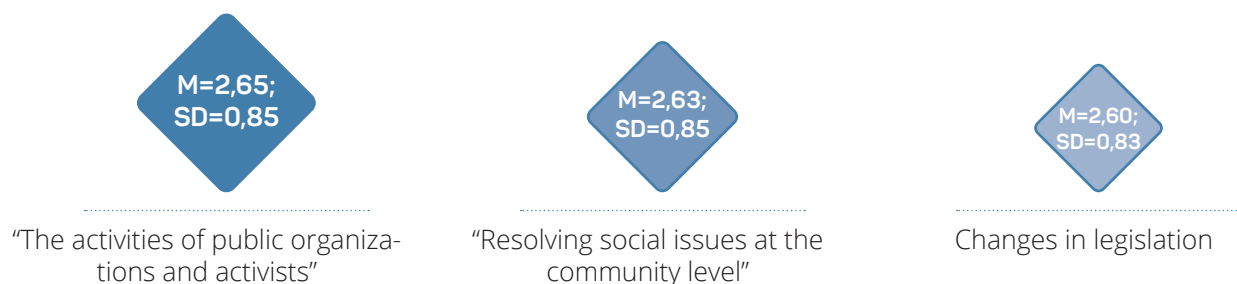 M=2,65;
SD=0,85
M=2,63;
SD=0,85
M=2,60;
SD=0,83
“The activities of public organiza-
tions and activists”
“Resolving social issues at the
community level”
Changes in legislation